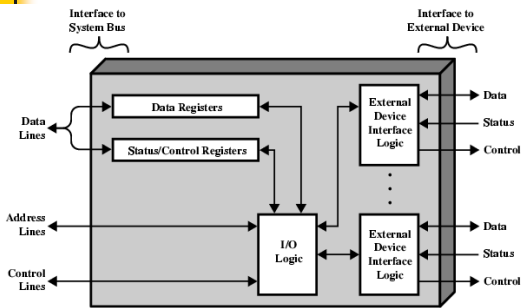 Interface to
System Bus
Interface to
External Device
Data Registers
Status/Control Registers
Data
Lines
Address
Lines
Control
Lines
I/O
Logic
External
Device
Interface
Logic
Data
Status
Control
External
Device
Interface
Logic
Data
Status
Control